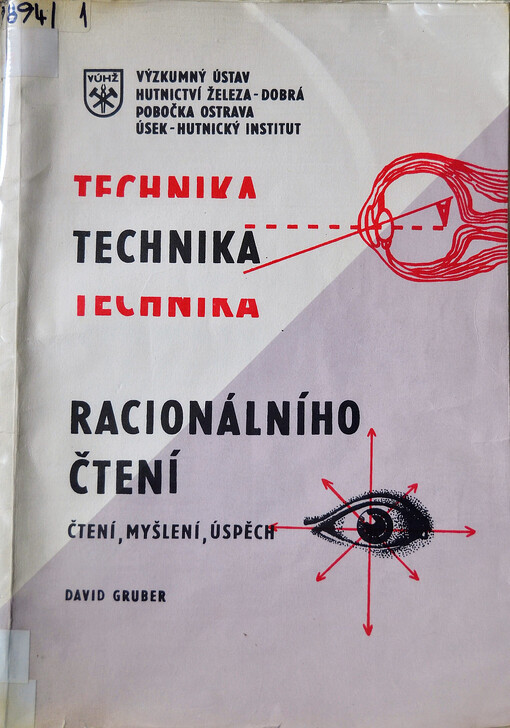 8941 1
VÚHŽ
VÝZKUMNÝ ÚSTAV
HUTNICTVÍ ŽELEZA-DOBRÁ
POBOČKA OSTRAVA
ÚSEK-HUTNICKÝ INSTITUT
TECHNIKA
TECHNIKA
TECHNIKA
RACIONÁLNÍHO
ČTENÍ
ČTENÍ, MYŠLENÍ, ÚSPĚCH
DAVID GRUBER